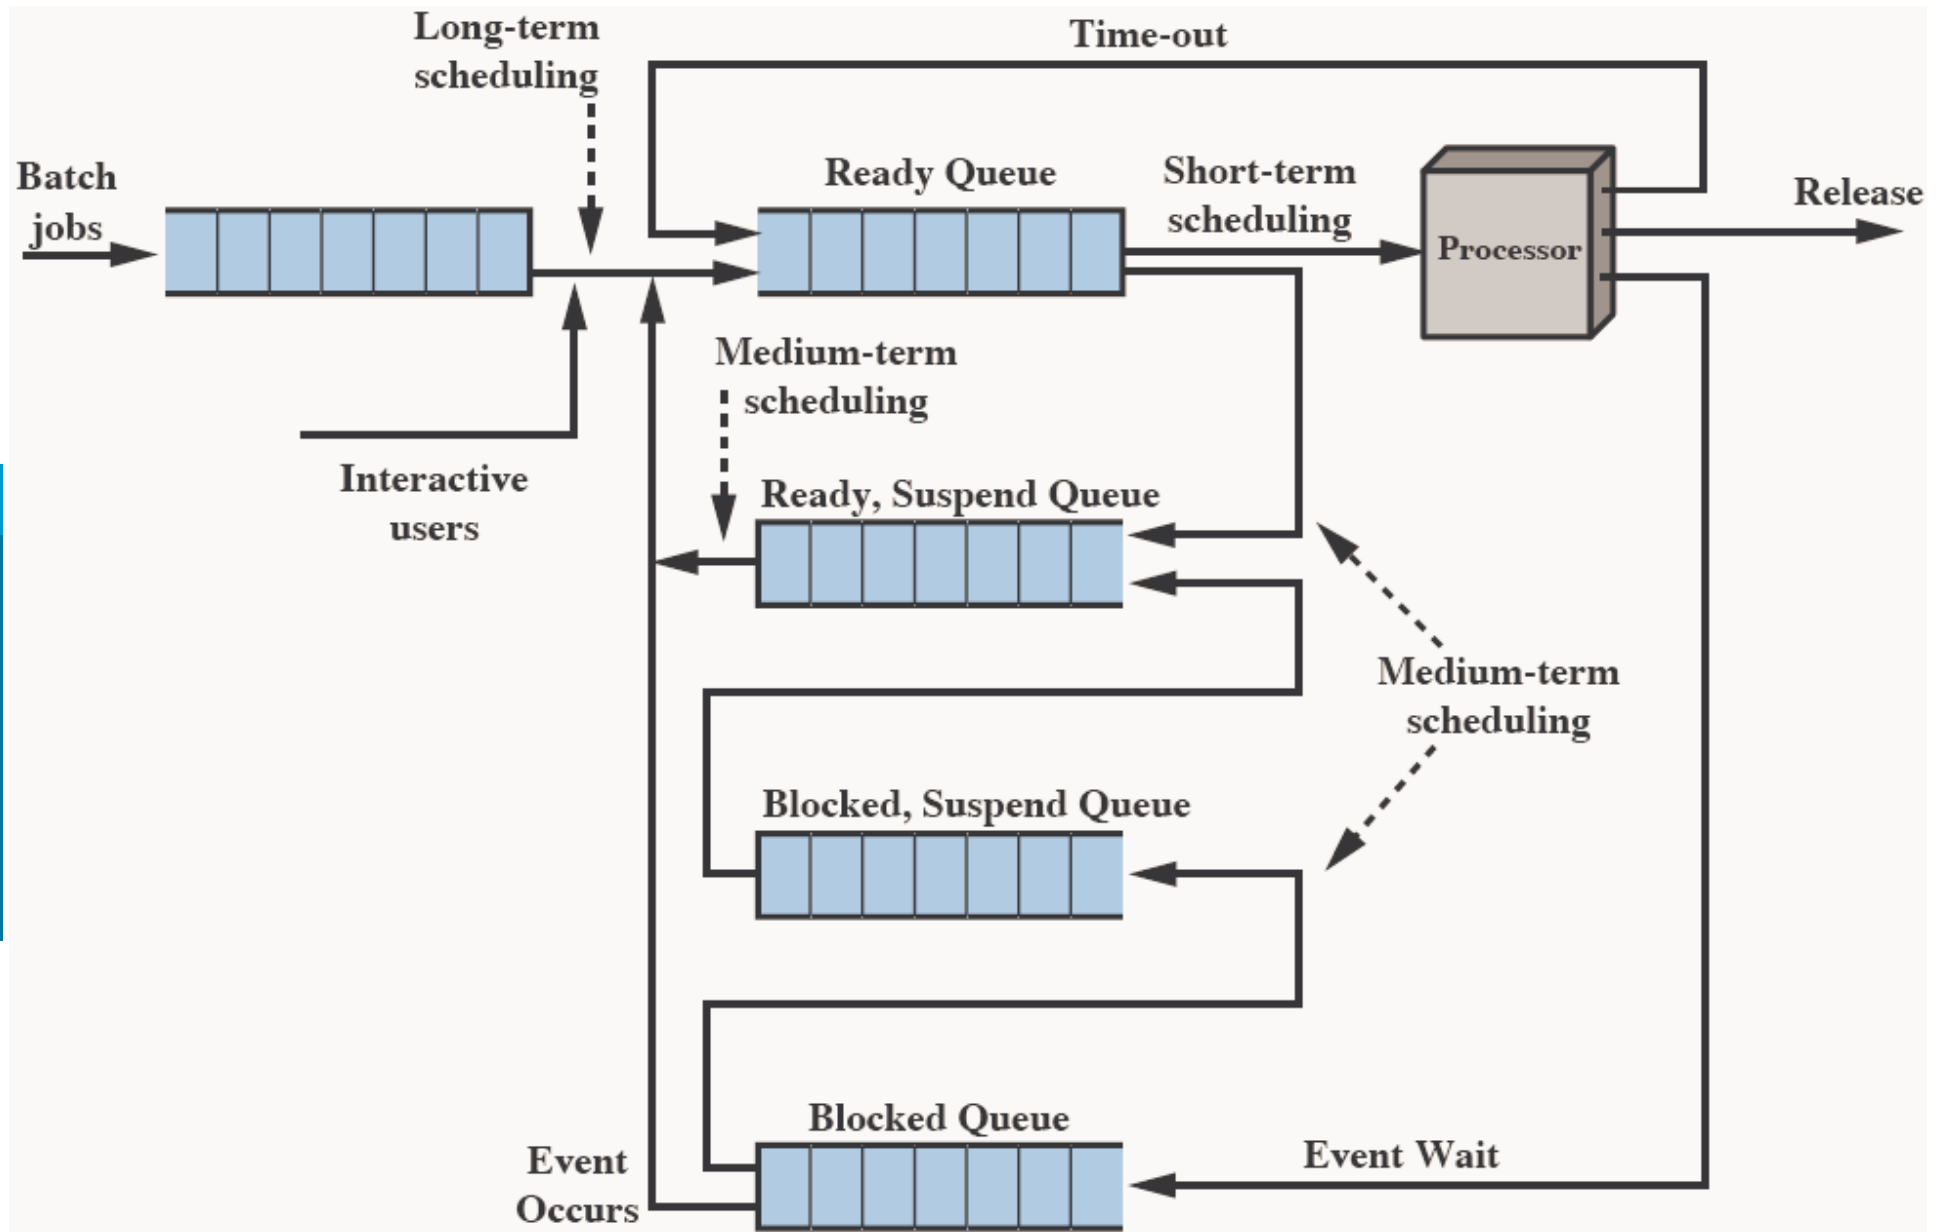 Long-term
scheduling
Time-out
Batch
jobs
Ready Queue
Short-term
scheduling
Processor
Release
Medium-term
scheduling
Interactive
users
Ready, Suspend Queue
Medium-term
scheduling
Blocked, Suspend Queue
Blocked Queue
Event
Occurs
Event Wait